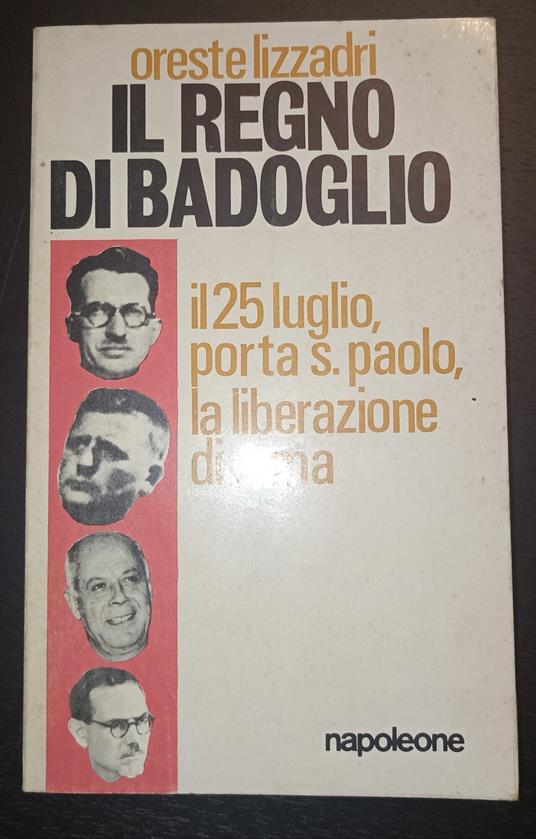 oreste lizzadri
IL REGNO
DI BADOGLIO
il 25 luglio,
porta s. paolo,
la liberazione
di
napoleone